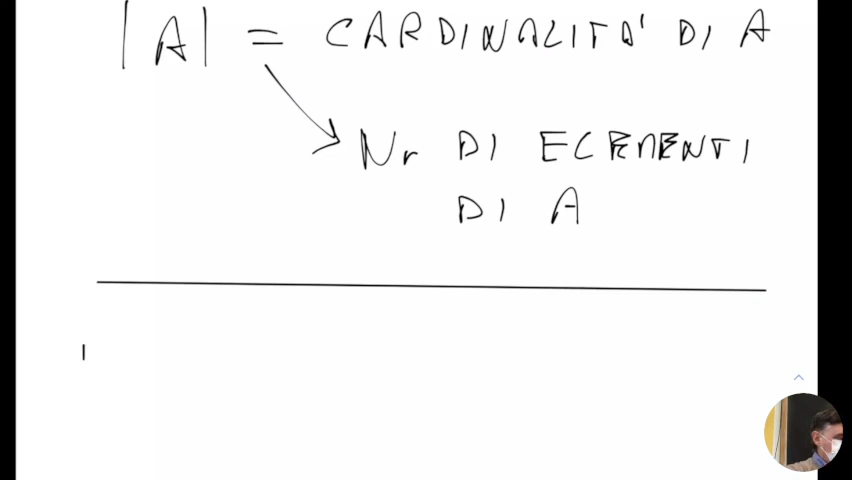 |A| = CARDINALITA' DI A
Nr DI ELEMENTI
DI A